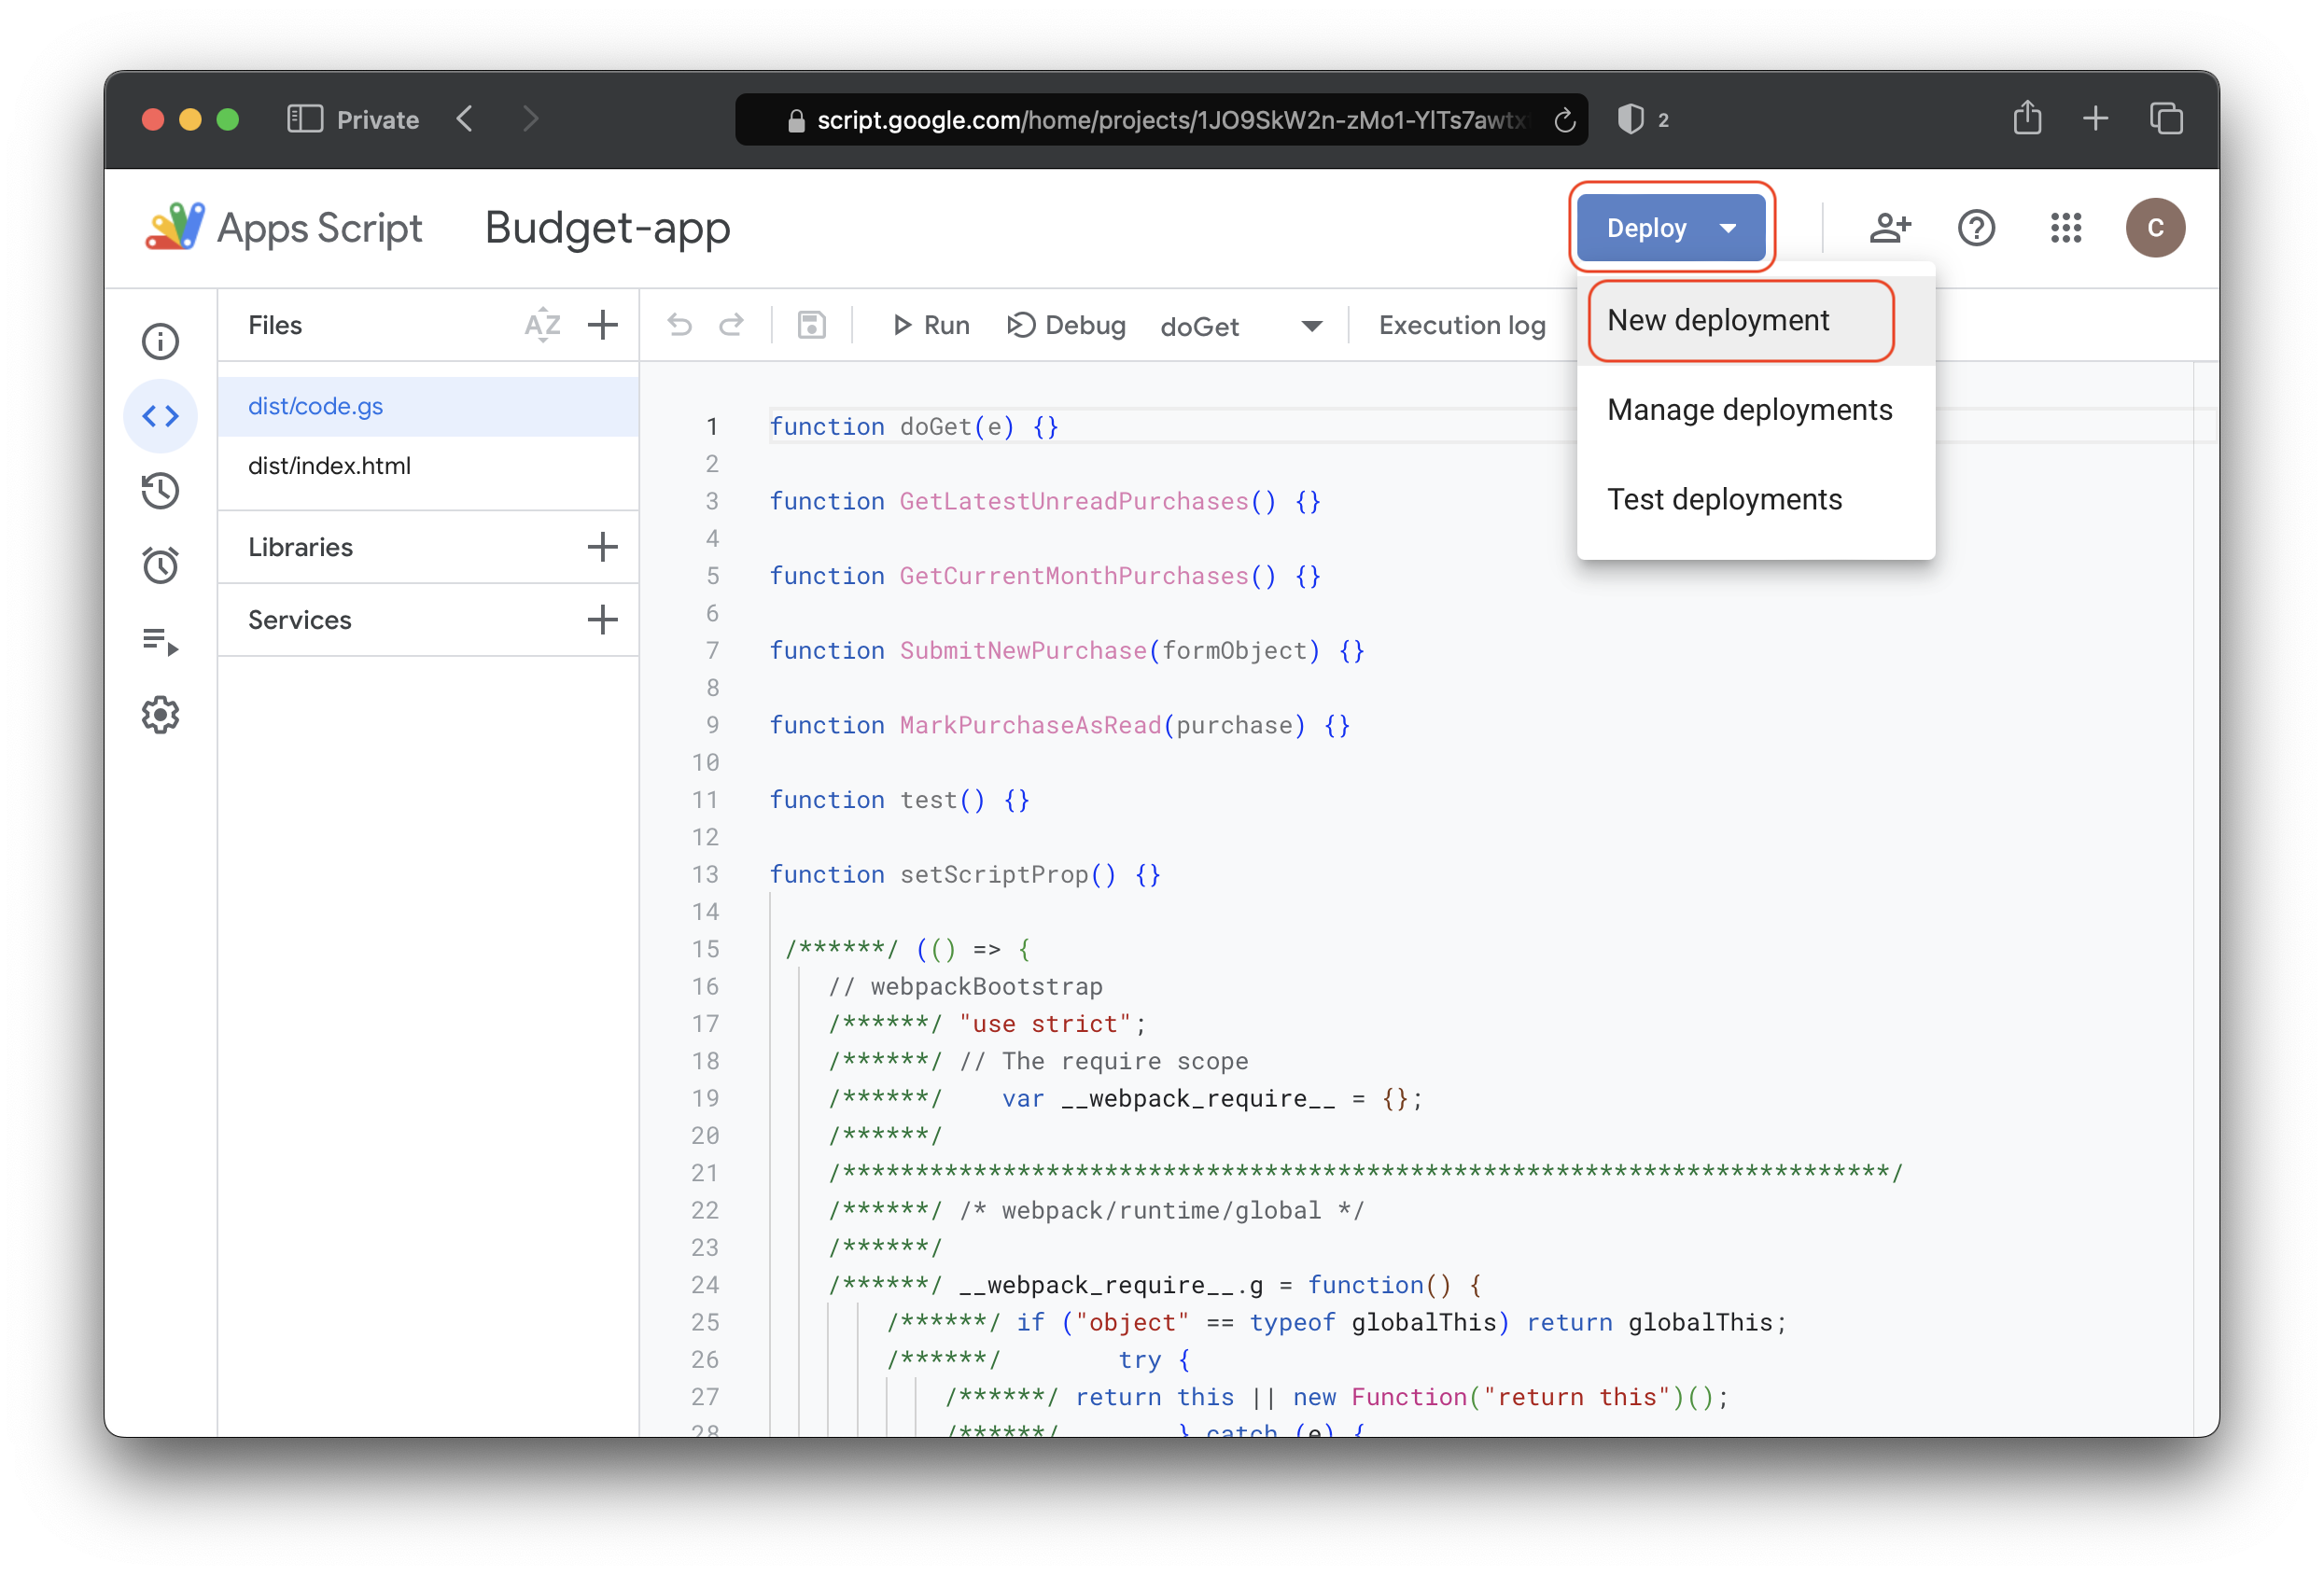 Private
script.google.com/home/projects/1JO9SkW2n-zMo1-YlTs7awtx
2
Apps Script
Budget-app
Deploy
C
New deployment
Manage deployments
Test deployments
Files
AZ
Run
Debug
doGet
Execution log
dist/code.gs
dist/index.html
Libraries
Services
1 function doGet(e) {}
2
3 function GetLatestUnreadPurchases() {}
4
5 function GetCurrentMonthPurchases() {}
6
7 function SubmitNewPurchase(formObject) {}
8
9 function MarkPurchaseAsRead(purchase) {}
10
11 function test() {}
12
13 function setScriptProp() {}
14
15 /******/ (() => {
16 // webpackBootstrap
17 /******/ "use strict";
18 /******/ // The require scope
19 /******/ var __webpack_require__ = {};
20 /******/
21 /************************************************************************/
22 /******/ /* webpack/runtime/global */
23 /******/
24 /******/ __webpack_require__.g = function() {
25 /******/ if ("object" == typeof globalThis) return globalThis;
26 /******/ try {
27 /******/ return this || new Function("return this")();
28 /******/ } catch (e) {